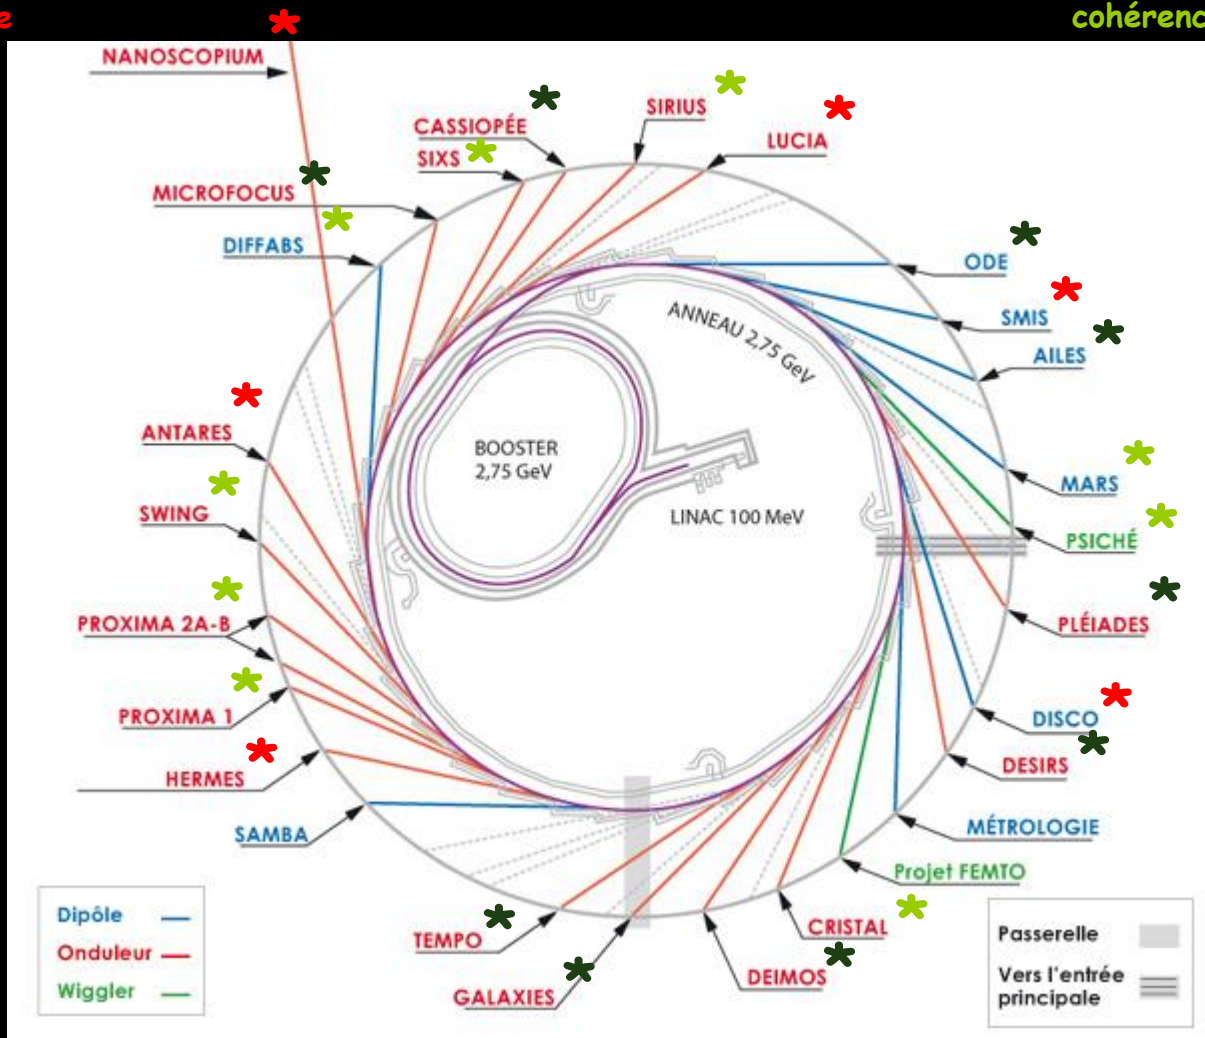 NANOSCOPIUM
CASSIOPÉE
SIXS
SIRIUS
LUCIA
MICROFOCUS
DIFFABS
ODE
SMIS
AILES
ANNEAU 2,75 GeV
ANTARES
BOOSTER
2,75 GeV
SWING
LINAC 100 MeV
MARS
PSICHÉ
PROXIMA 2A-B
PLÉIADES
PROXIMA 1
DISCO
HERMES
DESIRS
SAMBA
MÉTROLOGIE
Projet FEMTO
TEMPO
CRISTAL
GALAXIES
DEIMOS
Dipôle
Onduleur
Wiggler
Passerelle
Vers l'entrée
principale